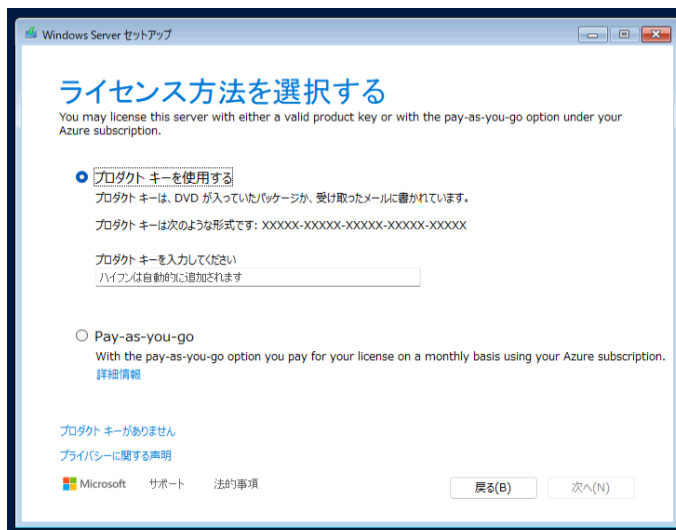 Windows Server セットアップ
ライセンス方法を選択する
You may license this server with either a valid product key or with the pay-as-you-go option under your
Azure subscription.
プロダクト キーを使用する
プロダクト キーは、DVD が入っていたパッケージか、受け取ったメールに書かれています。
プロダクト キーは次のような形式です: XXXXX-XXXXX-XXXXX-XXXXX-XXXXX
プロダクト キーを入力してください
ハイフンは自動的に追加されます
Pay-as-you-go
With the pay-as-you-go option you pay for your license on a monthly basis using your Azure subscription.
詳細情報
プロダクト キーがありません
プライバシーに関する声明
Microsoft サポート 法的事項 戻る(B) 次へ(N)